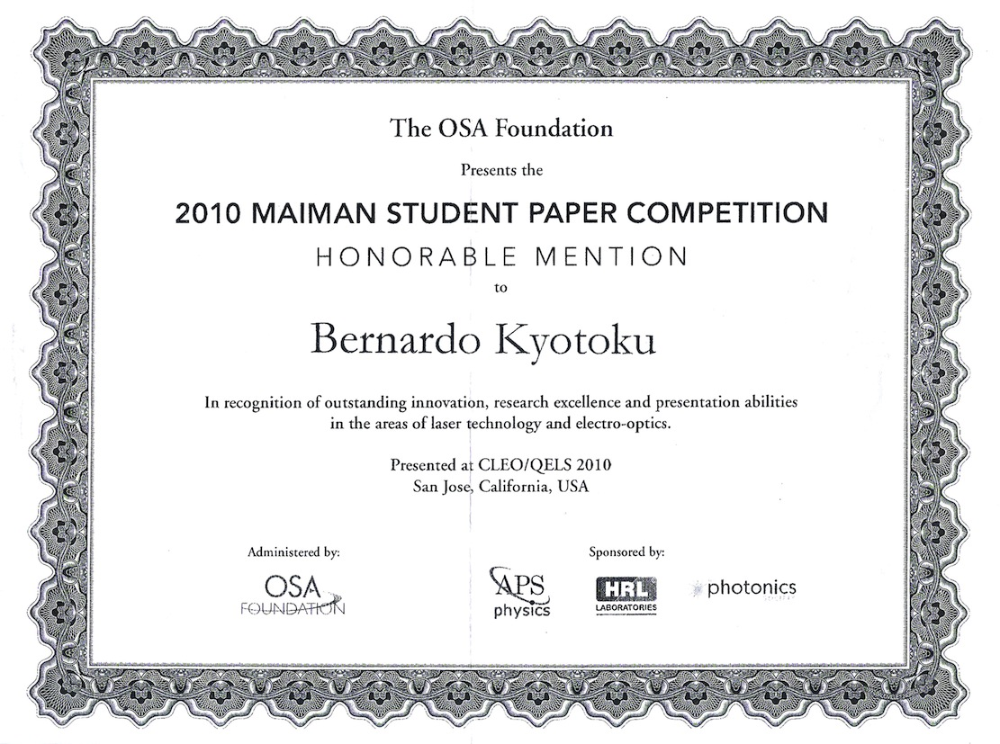 The OSA Foundation
Presents the
2010 MAIMAN STUDENT PAPER COMPETITION
HONORABLE MENTION
to
Bernardo Kyotoku
In recognition of outstanding innovation, research excellence and presentation abilities
in the areas of laser technology and electro-optics.
Presented at CLEO/QELS 2010
San Jose, California, USA
Administered by:
Sponsored by:
OSA
FOUNDATION
APS
physics
HRL
LABORATORIES
photonics